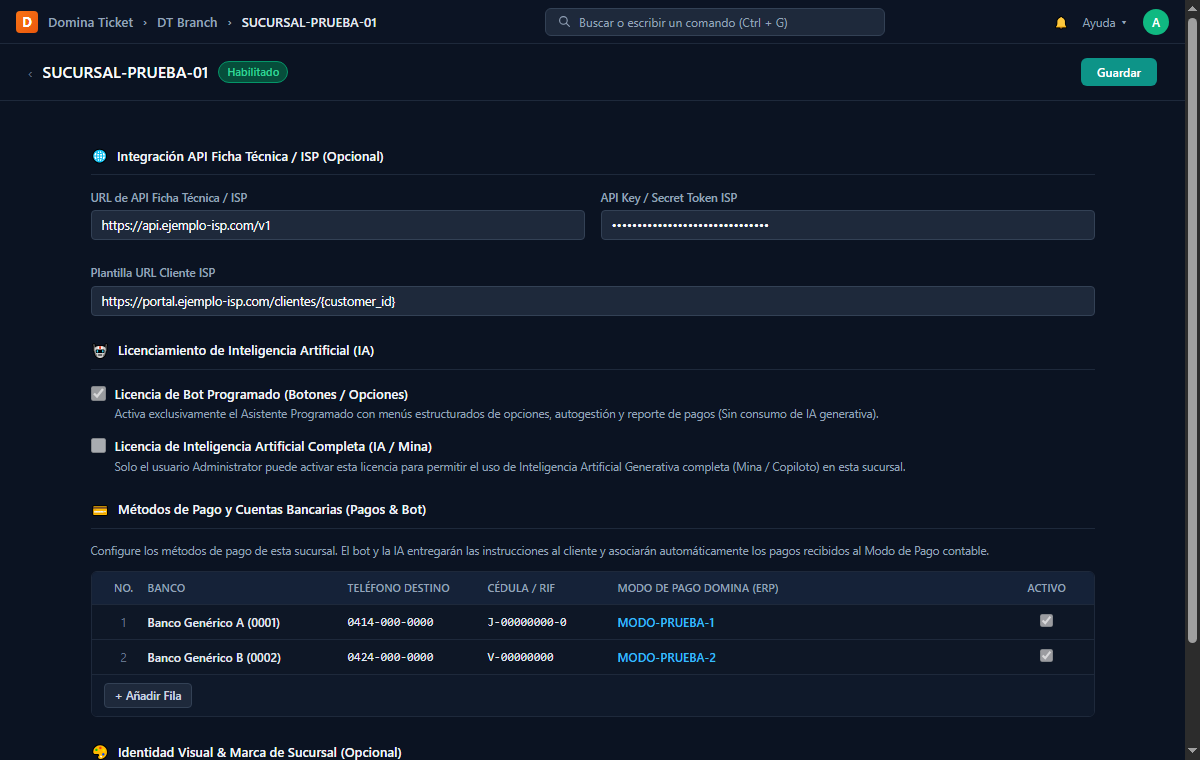 D Domina Ticket › DT Branch › SUCURSAL-PRUEBA-01 Buscar o escribir un comando (Ctrl + G) Ayuda A
‹ SUCURSAL-PRUEBA-01 Habilitado Guardar
Integración API Ficha Técnica / ISP (Opcional)
URL de API Ficha Técnica / ISP API Key / Secret Token ISP
https://api.ejemplo-isp.com/v1 •••••••••••••••••••••••••••••••
Plantilla URL Cliente ISP
https://portal.ejemplo-isp.com/clientes/{customer_id}
Licenciamiento de Inteligencia Artificial (IA)
Licencia de Bot Programado (Botones / Opciones)
Activa exclusivamente el Asistente Programado con menús estructurados de opciones, autogestión y reporte de pagos (Sin consumo de IA generativa).
Licencia de Inteligencia Artificial Completa (IA / Mina)
Solo el usuario Administrator puede activar esta licencia para permitir el uso de Inteligencia Artificial Generativa completa (Mina / Copiloto) en esta sucursal.
Métodos de Pago y Cuentas Bancarias (Pagos & Bot)
Configure los métodos de pago de esta sucursal. El bot y la IA entregarán las instrucciones al cliente y asociarán automáticamente los pagos recibidos al Modo de Pago contable.
NO. BANCO TELÉFONO DESTINO CÉDULA / RIF MODO DE PAGO DOMINA (ERP) ACTIVO
1 Banco Genérico A (0001) 0414-000-0000 J-00000000-0 MODO-PRUEBA-1
2 Banco Genérico B (0002) 0424-000-0000 V-00000000 MODO-PRUEBA-2
+ Añadir Fila
Identidad Visual & Marca de Sucursal (Opcional)